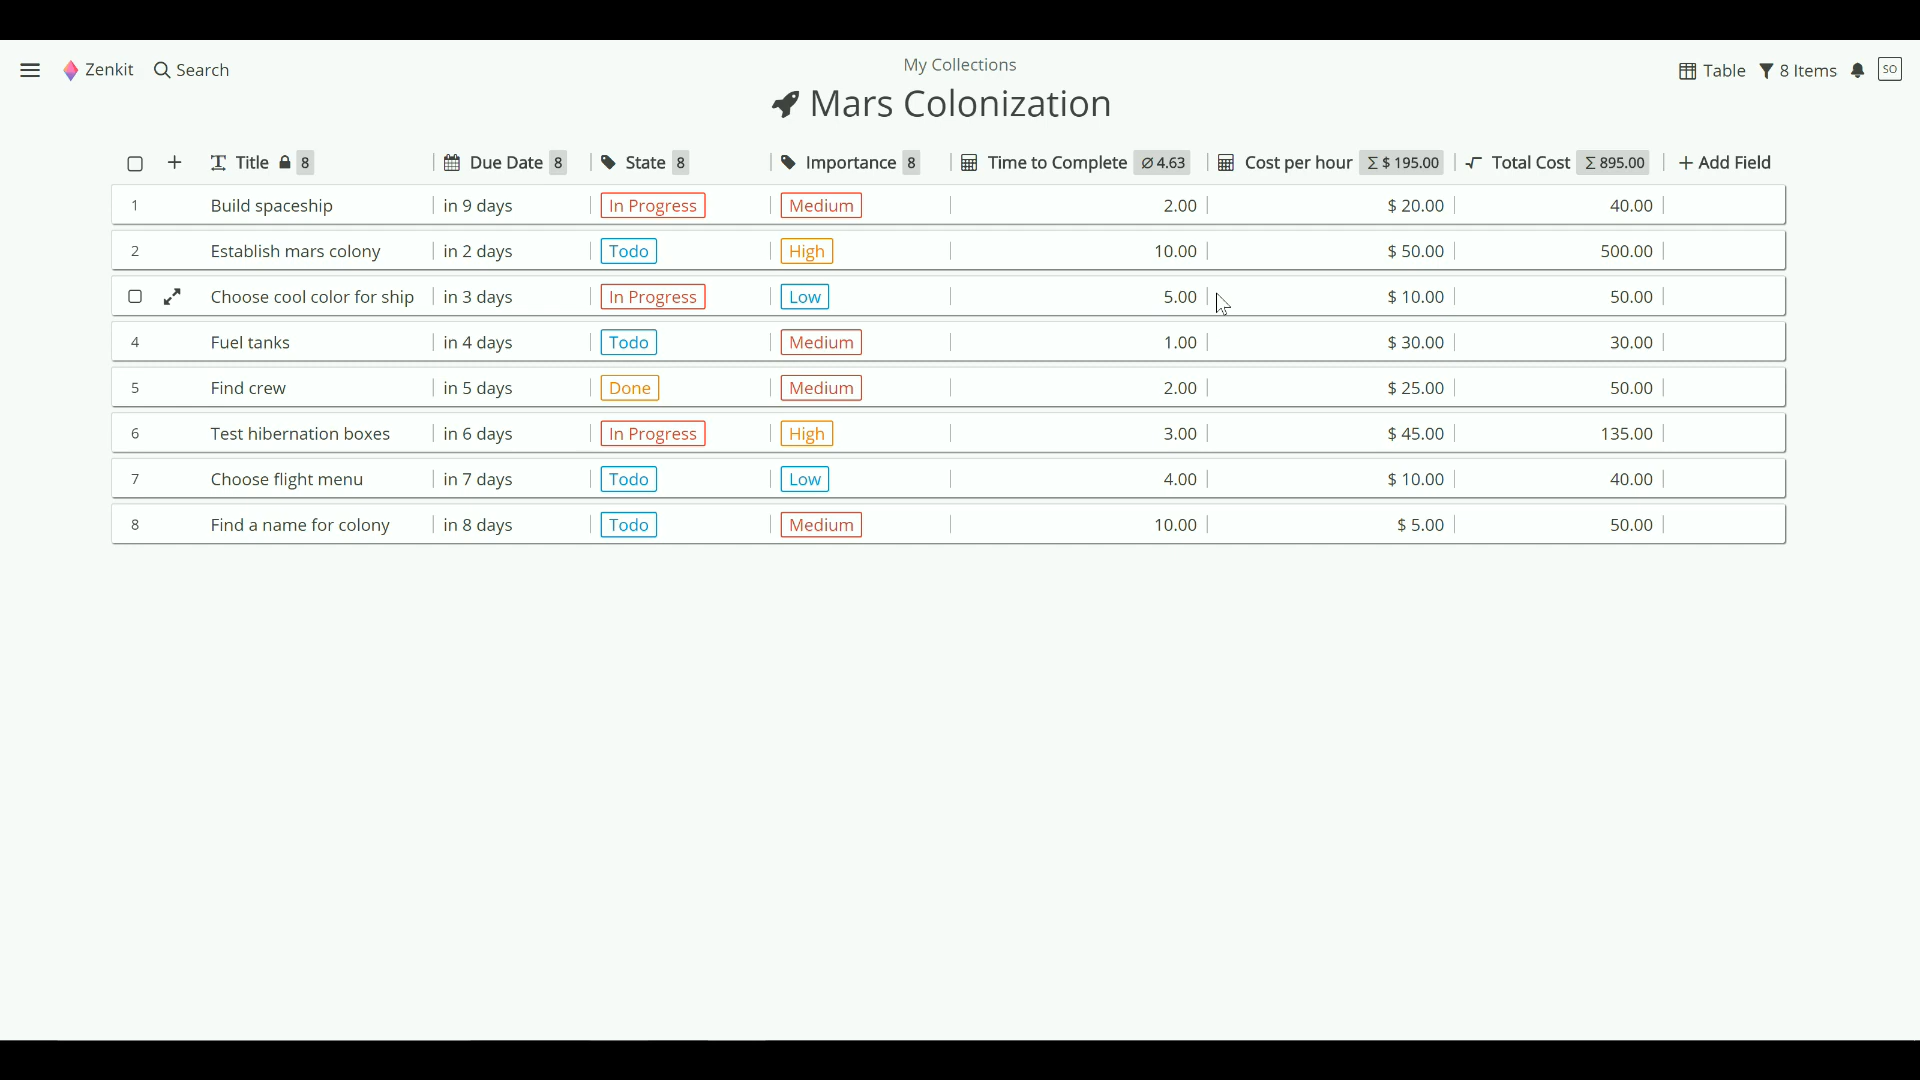 Zenkit Search My Collections Table 8 Items SO
Mars Colonization
Title 8 Due Date 8 State 8 Importance 8 Time to Complete Ø 4.63 Cost per hour Σ $ 195.00 Total Cost Σ 895.00 + Add Field
1 Build spaceship in 9 days In Progress Medium 2.00 $ 20.00 40.00
2 Establish mars colony in 2 days Todo High 10.00 $ 50.00 500.00
Choose cool color for ship in 3 days In Progress Low 5.00 $ 10.00 50.00
4 Fuel tanks in 4 days Todo Medium 1.00 $ 30.00 30.00
5 Find crew in 5 days Done Medium 2.00 $ 25.00 50.00
6 Test hibernation boxes in 6 days In Progress High 3.00 $ 45.00 135.00
7 Choose flight menu in 7 days Todo Low 4.00 $ 10.00 40.00
8 Find a name for colony in 8 days Todo Medium 10.00 $ 5.00 50.00